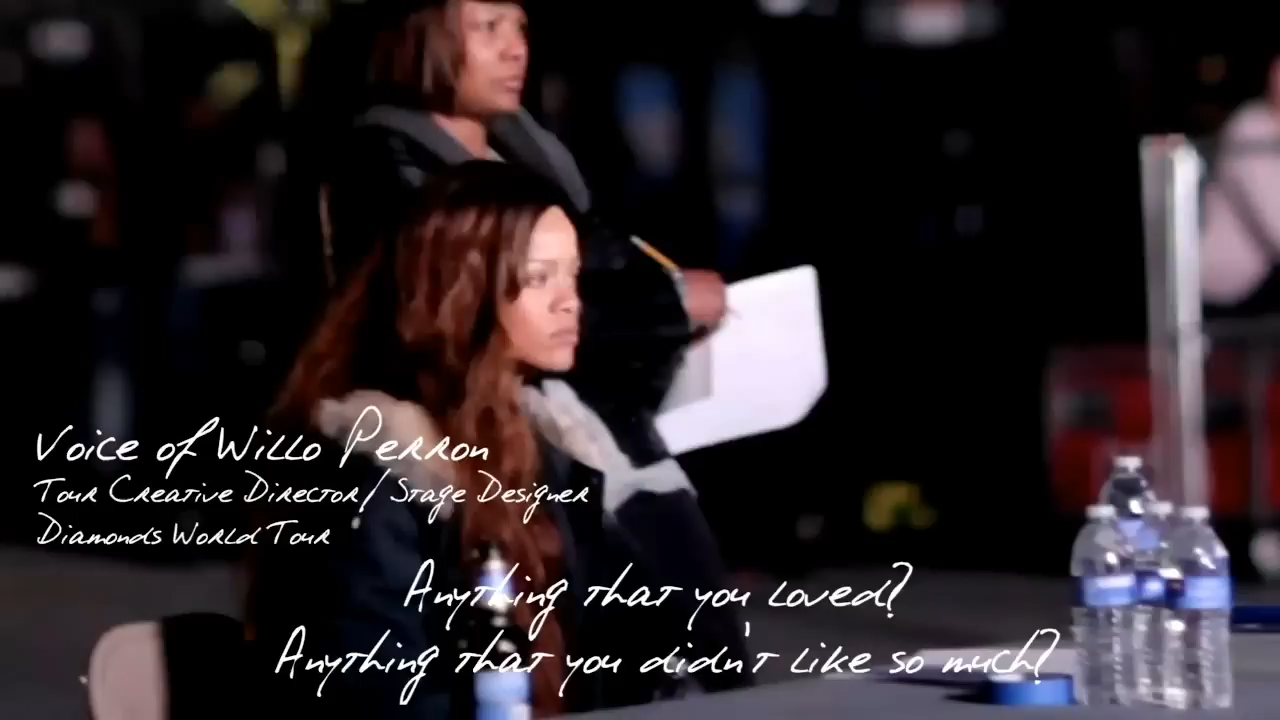 Voice of Willo Perron
Tour Creative Director/Stage Designer
Diamonds World Tour
Anything that you loved?
Anything that you didn't like so much?